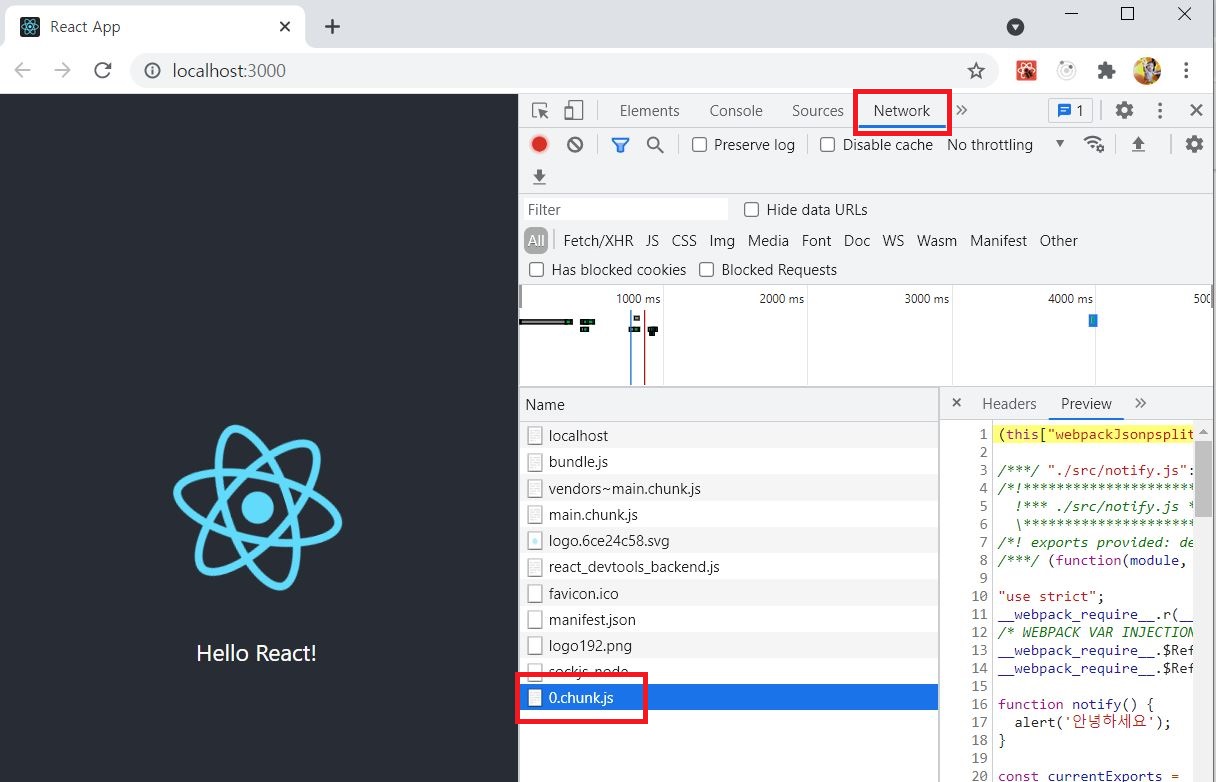 React App
localhost:3000
Elements Console Sources Network 1
Preserve log Disable cache No throttling
Filter Hide data URLs
All Fetch/XHR JS CSS Img Media Font Doc WS Wasm Manifest Other
Has blocked cookies Blocked Requests
1000 ms 2000 ms 3000 ms 4000 ms 500
Name
localhost
bundle.js
vendors~main.chunk.js
main.chunk.js
logo.6ce24c58.svg
react_devtools_backend.js
favicon.ico
manifest.json
logo192.png
sockjs-node
0.chunk.js
Headers Preview
1 (this["webpackJsonpsplit
2
3 /***/ "./src/notify.js":
4 /*!**********************
5 !*** ./src/notify.js *
6 \**********************
7 /*! exports provided: de
8 /***/ (function(module,
9
10 "use strict";
11 __webpack_require__.r(__
12 /* WEBPACK VAR INJECTION
13 __webpack_require__.$Ref
14 __webpack_require__.$Ref
15
16 function notify() {
17 alert('안녕하세요');
18 }
19
20 const currentExports =
Hello React!